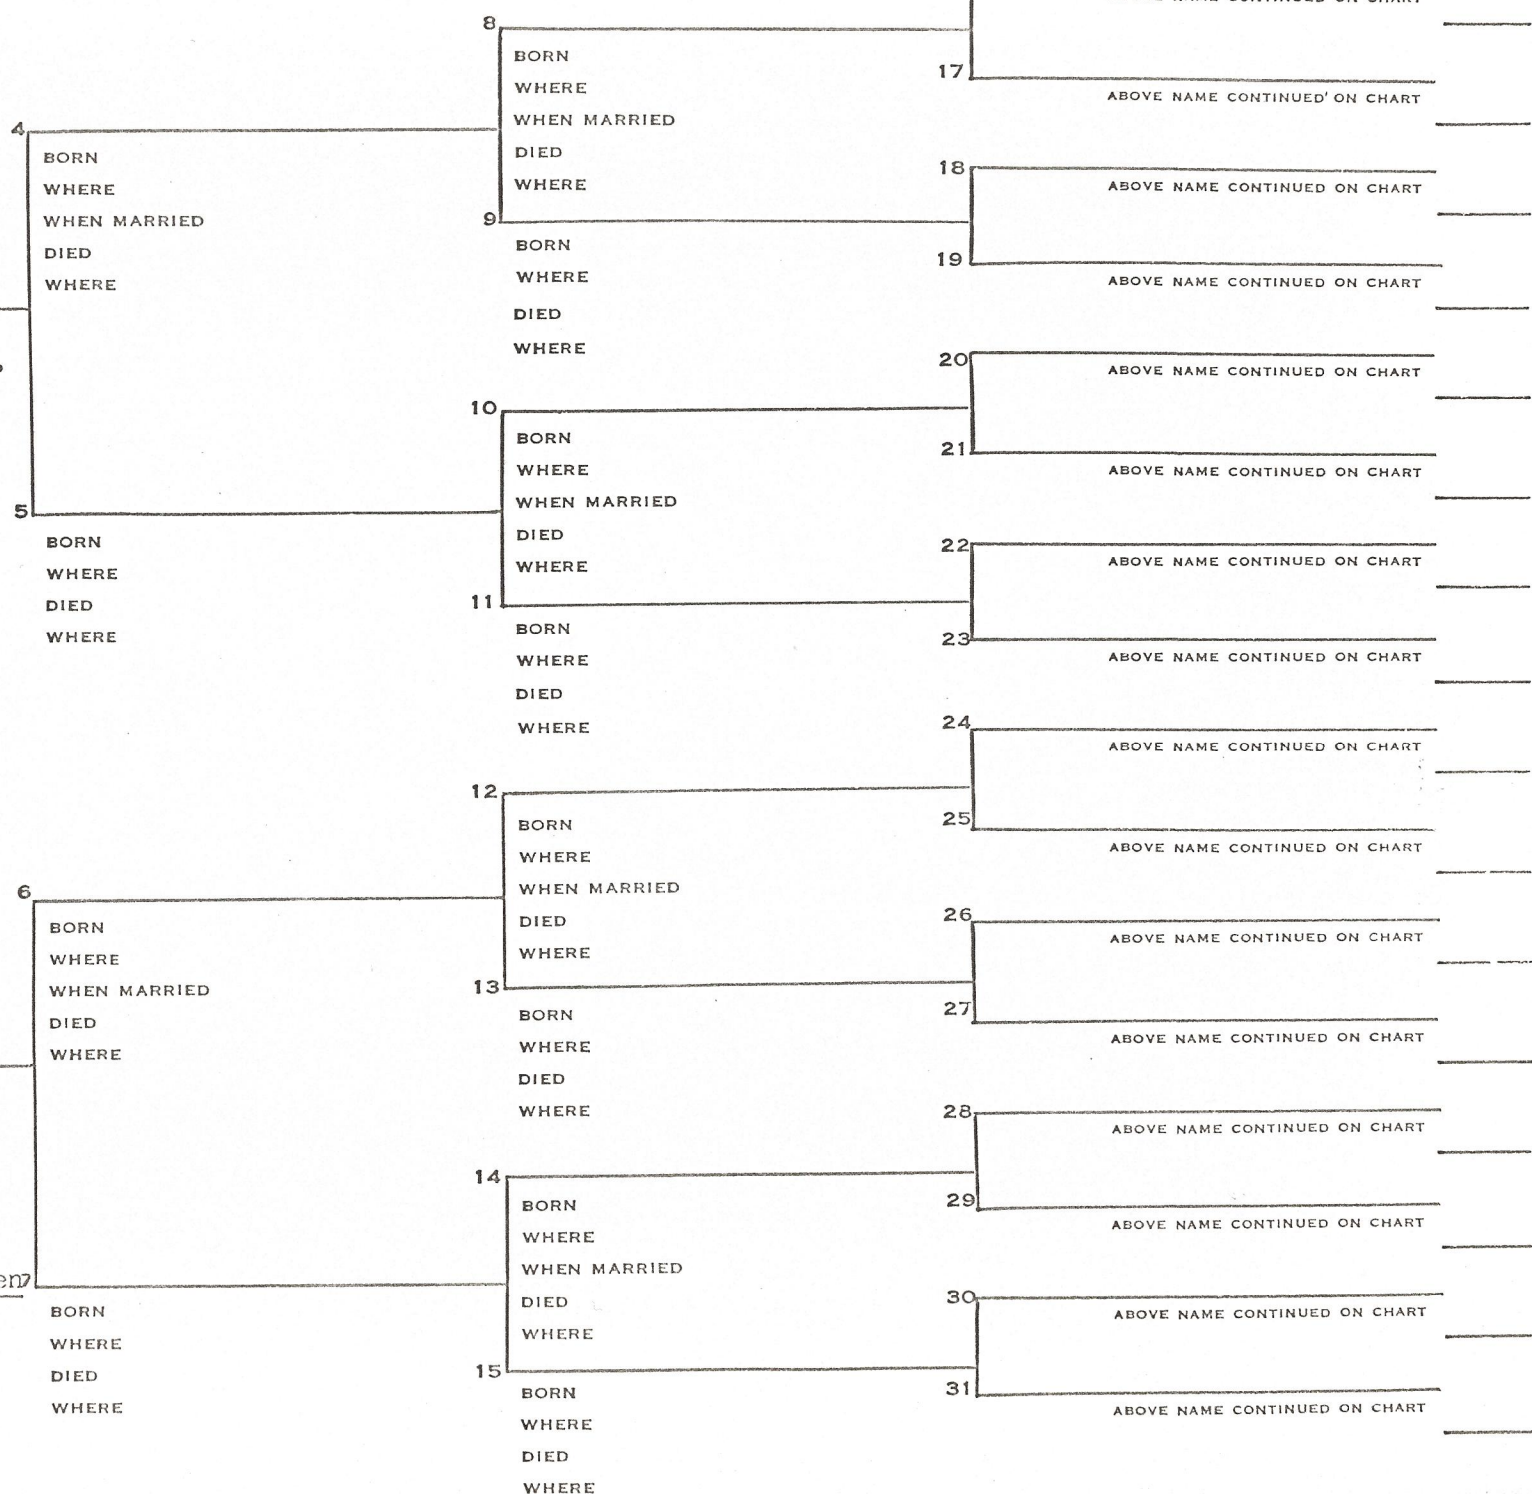 8
BORN
WHERE
WHEN MARRIED
DIED
WHERE
17
ABOVE NAME CONTINUED ON CHART
4
BORN
WHERE
WHEN MARRIED
DIED
WHERE
18
ABOVE NAME CONTINUED ON CHART
9
BORN
WHERE
DIED
WHERE
19
ABOVE NAME CONTINUED ON CHART
20
ABOVE NAME CONTINUED ON CHART
10
BORN
WHERE
WHEN MARRIED
DIED
WHERE
21
ABOVE NAME CONTINUED ON CHART
5
BORN
WHERE
DIED
WHERE
22
ABOVE NAME CONTINUED ON CHART
11
BORN
WHERE
DIED
WHERE
23
ABOVE NAME CONTINUED ON CHART
24
ABOVE NAME CONTINUED ON CHART
12
BORN
WHERE
WHEN MARRIED
DIED
WHERE
25
ABOVE NAME CONTINUED ON CHART
6
BORN
WHERE
WHEN MARRIED
DIED
WHERE
26
ABOVE NAME CONTINUED ON CHART
13
BORN
WHERE
DIED
WHERE
27
ABOVE NAME CONTINUED ON CHART
28
ABOVE NAME CONTINUED ON CHART
14
BORN
WHERE
WHEN MARRIED
DIED
WHERE
29
ABOVE NAME CONTINUED ON CHART
en7
BORN
WHERE
DIED
WHERE
30
ABOVE NAME CONTINUED ON CHART
15
BORN
WHERE
DIED
WHERE
31
ABOVE NAME CONTINUED ON CHART